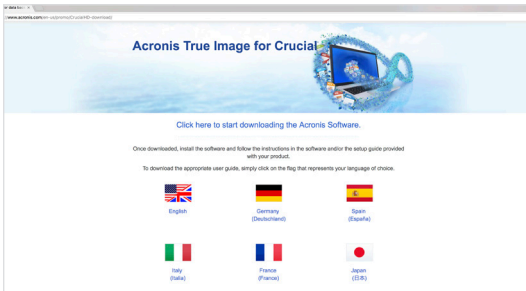 www.acronis.com/en-us/promo/CrucialHD-download/
Acronis True Image for Crucial
Click here to start downloading the Acronis Software.
Once downloaded, install the software and follow the instructions in the software and/or the setup guide provided
with your product.
To download the appropriate user guide, simply click on the flag that represents your language of choice.
English
Germany
(Deutschland)
Spain
(España)
Italy
(Italia)
France
(France)
Japan
(日本)